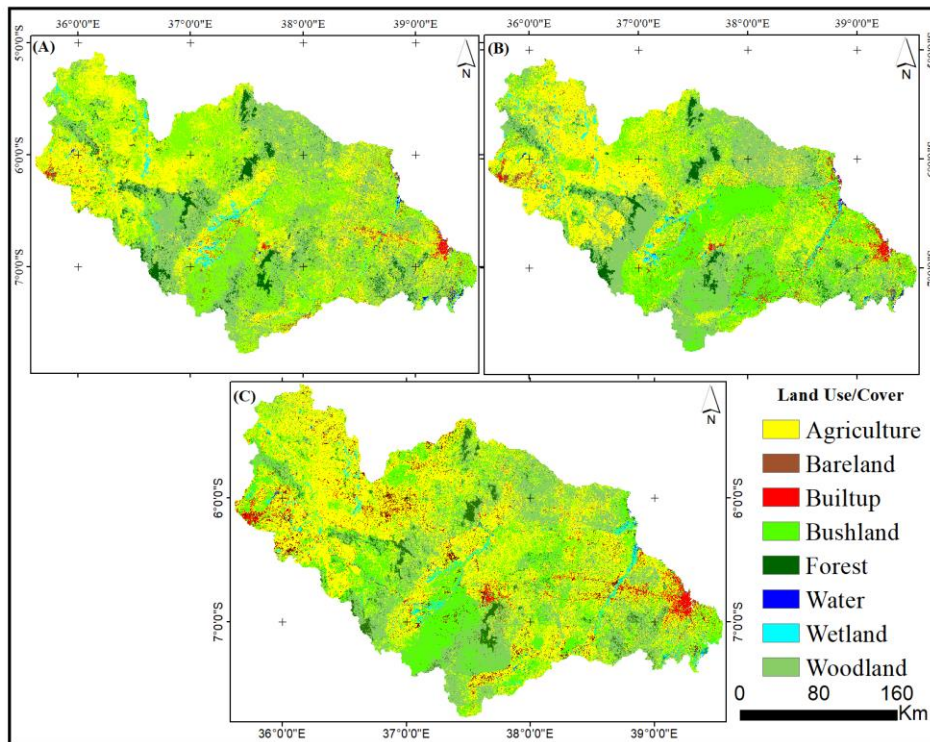 36°0'0"E 37°0'0"E 38°0'0"E 39°0'0"E
36°0'0"E 37°0'0"E 38°0'0"E 39°0'0"E
5°0'0"S
(A)
N
(B)
N
6°0'0"S
7°0'0"S
(C)
N
6°0'0"S
6°0'0"S
7°0'0"S
7°0'0"S
36°0'0"E 37°0'0"E 38°0'0"E 39°0'0"E
Land Use/Cover
Agriculture
Bareland
Builtup
Bushland
Forest
Water
Wetland
Woodland
0 80 160
Km